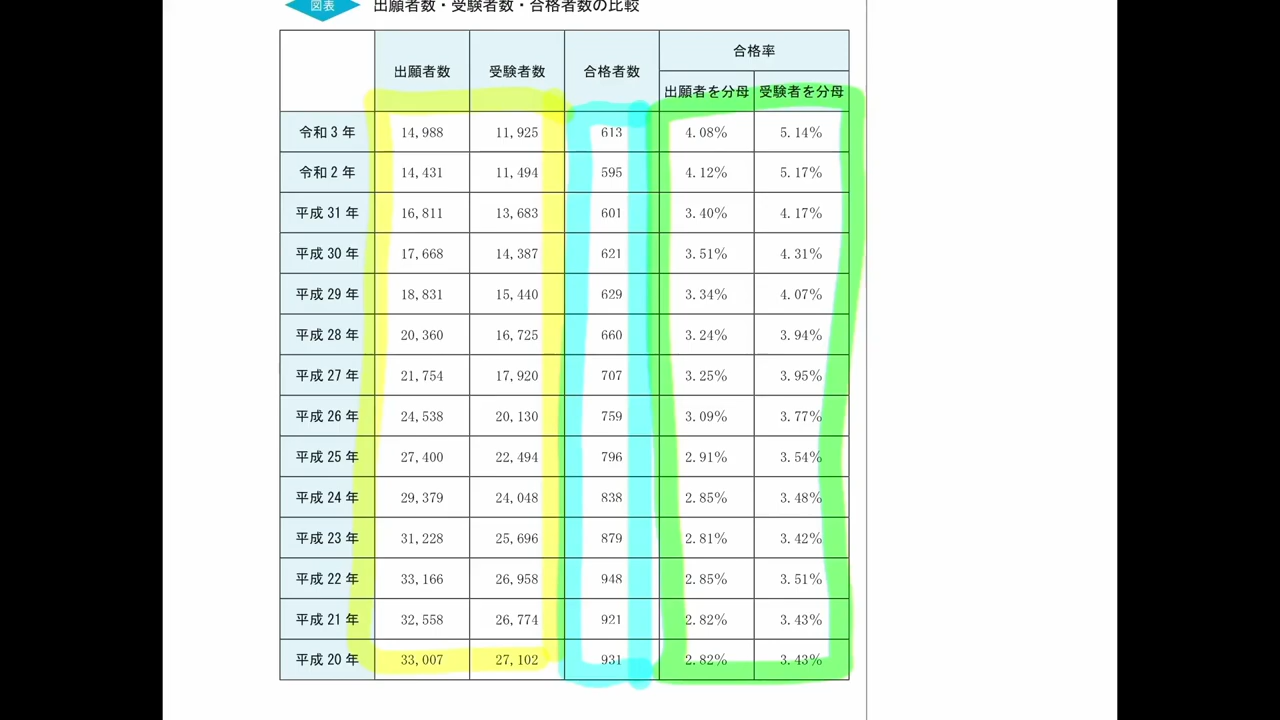 図表 出願者数・受験者数・合格者数の比較
出願者数 受験者数 合格者数 合格率
出願者を分母 受験者を分母
令和3年 14,988 11,925 613 4.08% 5.14%
令和2年 14,431 11,494 595 4.12% 5.17%
平成31年 16,811 13,683 601 3.40% 4.17%
平成30年 17,668 14,387 621 3.51% 4.31%
平成29年 18,831 15,440 629 3.34% 4.07%
平成28年 20,360 16,725 660 3.24% 3.94%
平成27年 21,754 17,920 707 3.25% 3.95%
平成26年 24,538 20,130 759 3.09% 3.77%
平成25年 27,400 22,494 796 2.91% 3.54%
平成24年 29,379 24,048 838 2.85% 3.48%
平成23年 31,228 25,696 879 2.81% 3.42%
平成22年 33,166 26,958 948 2.85% 3.51%
平成21年 32,558 26,774 921 2.82% 3.43%
平成20年 33,007 27,102 931 2.82% 3.43%